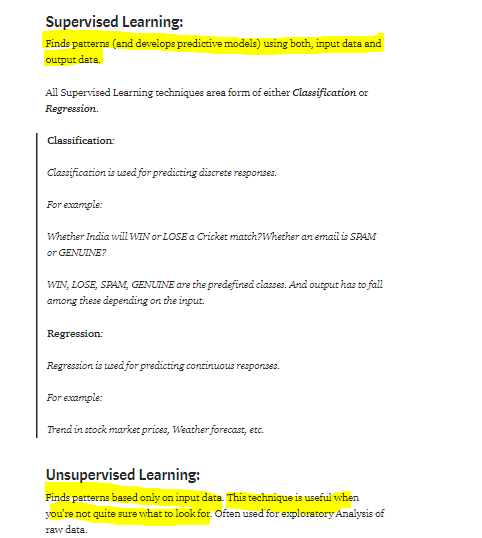 Supervised Learning:
Finds patterns (and develops predictive models) using both, input data and
output data.
All Supervised Learning techniques area form of either Classification or
Regression.
Classification:
Classification is used for predicting discrete responses.
For example:
Whether India will WIN or LOSE a Cricket match?Whether an email is SPAM
or GENUINE?
WIN, LOSE, SPAM, GENUINE are the predefined classes. And output has to fall
among these depending on the input.
Regression:
Regression is used for predicting continuous responses.
For example:
Trend in stock market prices, Weather forecast, etc.
Unsupervised Learning:
Finds patterns based only on input data. This technique is useful when
you're not quite sure what to look for. Often used for exploratory Analysis of
raw data.